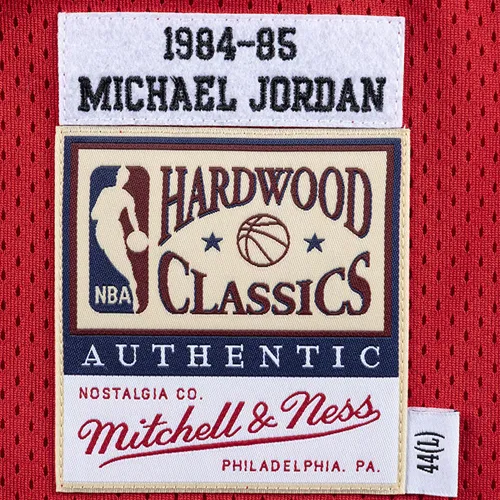 1984-85
MICHAEL JORDAN
HARDWOOD
NBA
CLASSICS
AUTHENTIC
NOSTALGIA CO.
Mitchell & Ness
PHILADELPHIA. PA.
44(L)